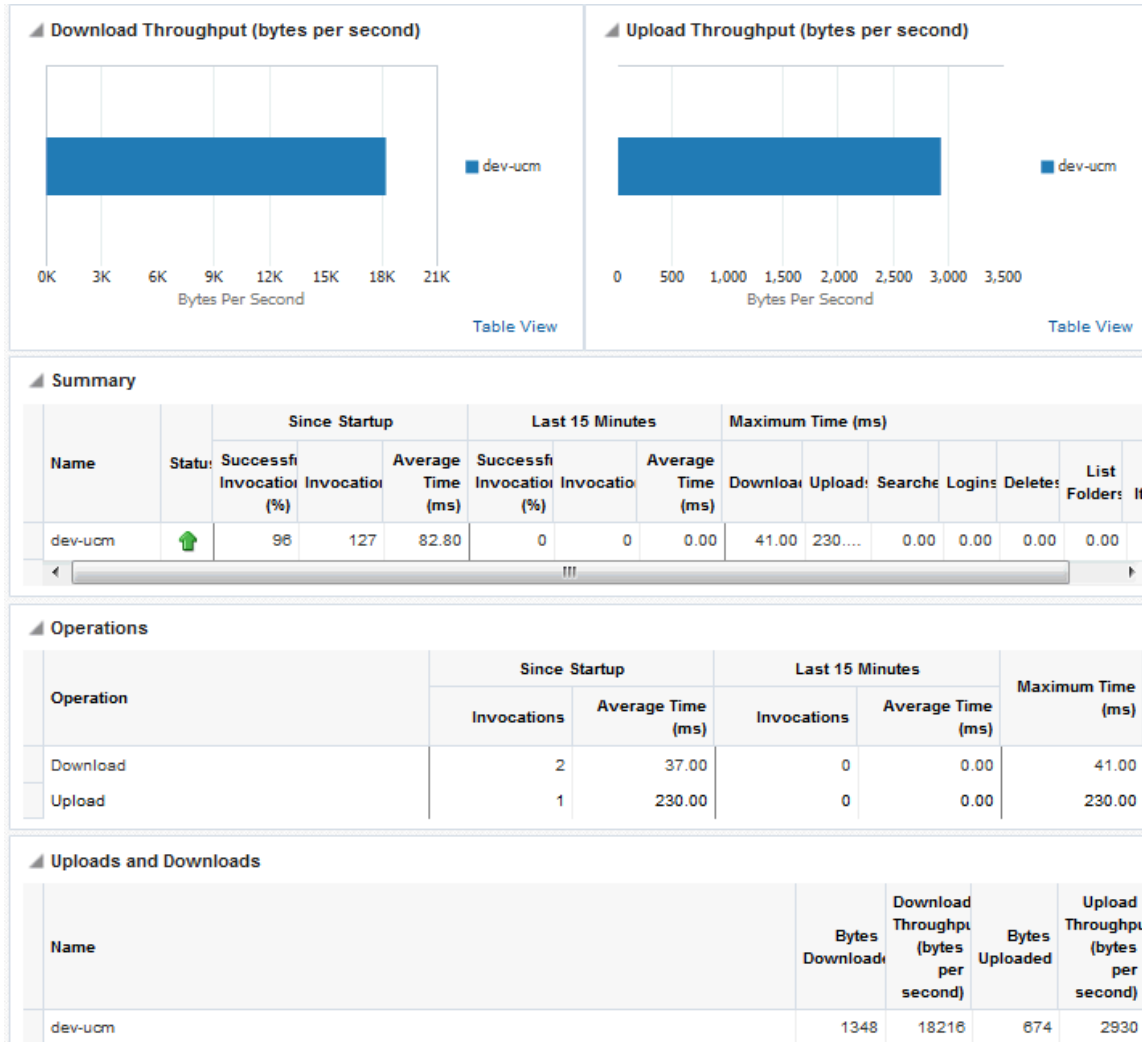 Download Throughput (bytes per second)
Upload Throughput (bytes per second)
dev-ucm
dev-ucm
0K 3K 6K 9K 12K 15K 18K 21K
0 500 1,000 1,500 2,000 2,500 3,000 3,500
Bytes Per Second
Bytes Per Second
Table View
Table View
Summary
Since Startup Last 15 Minutes Maximum Time (ms)
Name Status Successfu Invocation (%) Invocation Average Time (ms) Successfu Invocation (%) Invocatio Average Time (ms) Downloa Uploads Searche Logins Deletes List Folders It
dev-ucm 96 127 82.80 0 0 0.00 41.00 230.... 0.00 0.00 0.00 0.00
Operations
Since Startup Last 15 Minutes
Operation Invocations Average Time (ms) Invocations Average Time (ms) Maximum Time (ms)
Download 2 37.00 0 0.00 41.00
Upload 1 230.00 0 0.00 230.00
Uploads and Downloads
Name Bytes Downloade Download Throughpu (bytes per second) Bytes Uploaded Upload Throughpu (bytes per second)
dev-ucm 1348 18216 674 2930